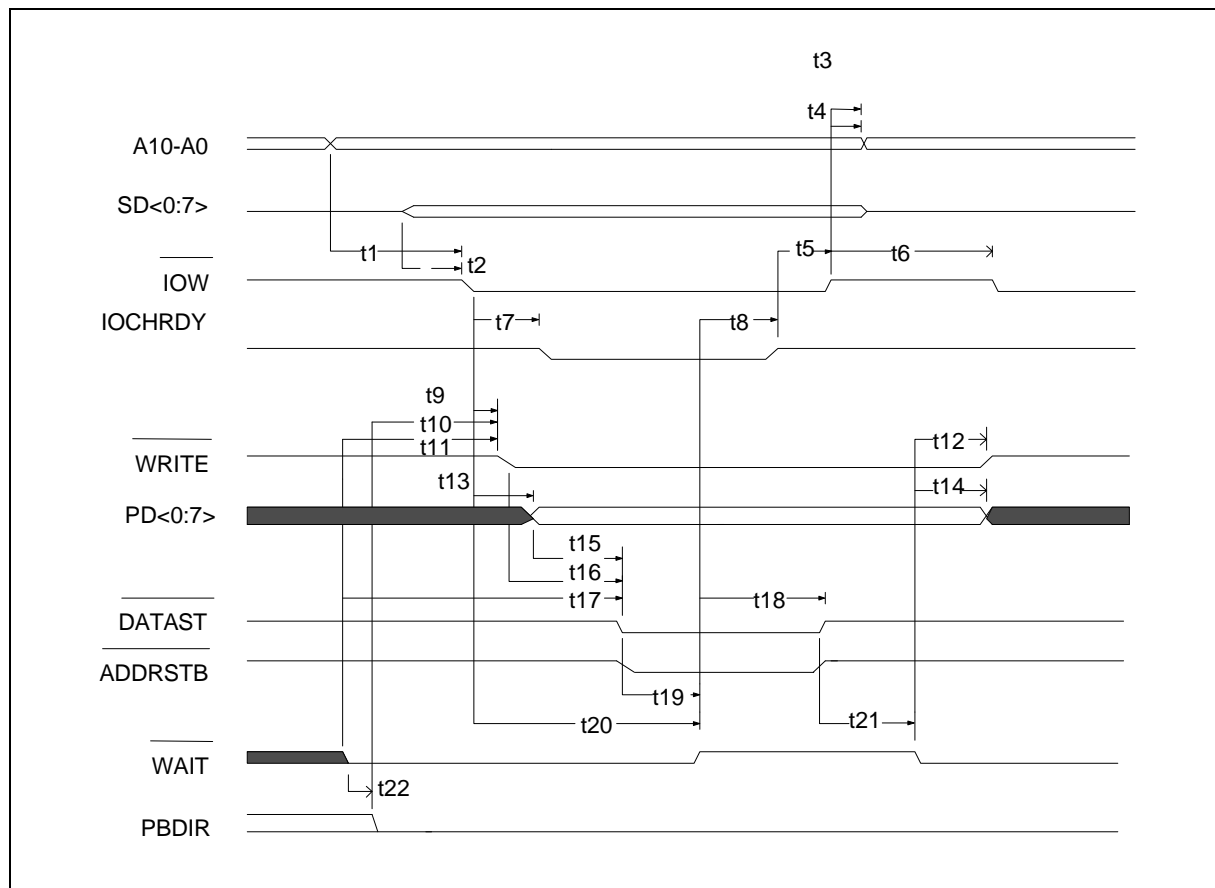 t3
t4
A10-A0
SD<0:7>
t1
t2
t5
t6
IOW
IOCHRDY
t7
t8
t9
t10
t11
t12
WRITE
t13
t14
PD<0:7>
t15
t16
t17
t18
DATAST
ADDRSTB
t19
t20
t21
WAIT
t22
PBDIR